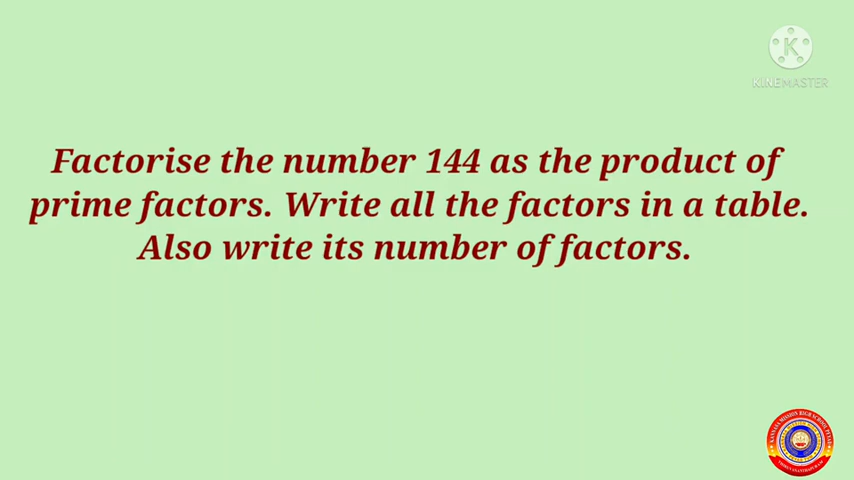 KINEMASTER
Factorise the number 144 as the product of
prime factors. Write all the factors in a table.
Also write its number of factors.